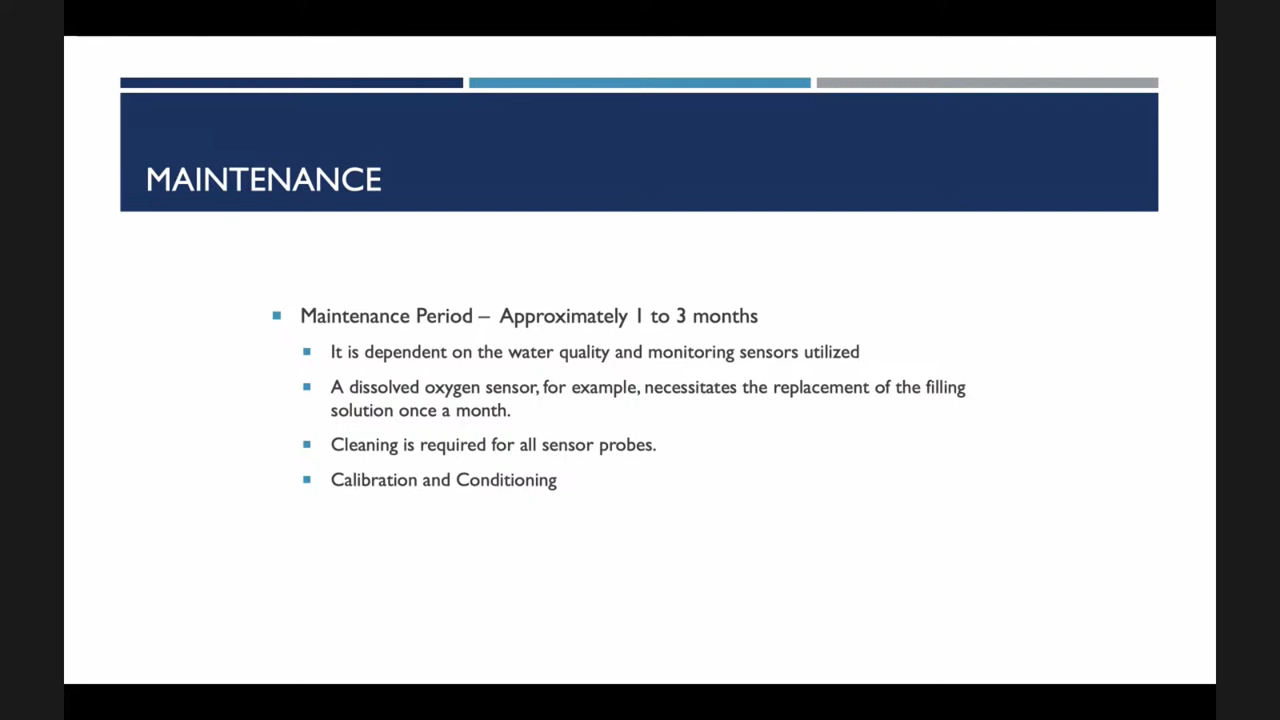 MAINTENANCE
Maintenance Period – Approximately 1 to 3 months
It is dependent on the water quality and monitoring sensors utilized
A dissolved oxygen sensor, for example, necessitates the replacement of the filling
solution once a month.
Cleaning is required for all sensor probes.
Calibration and Conditioning